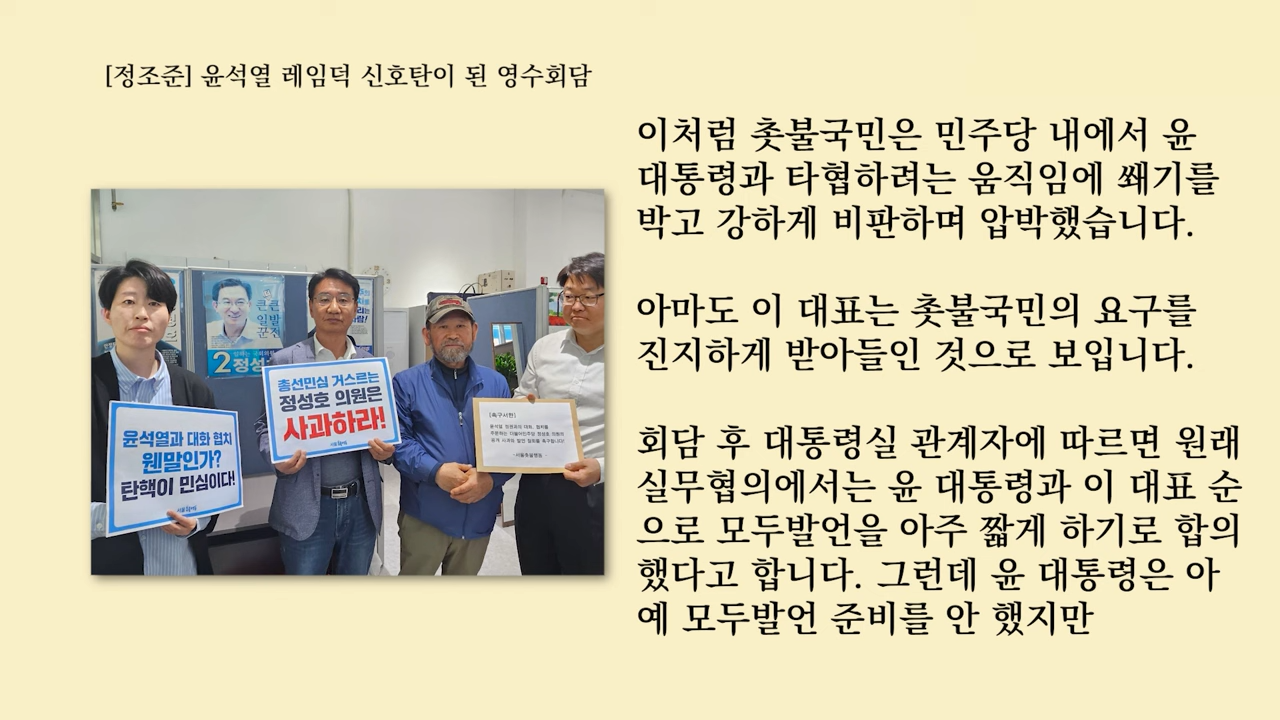 [정조준] 윤석열 레임덕 신호탄이 된 영수회담
이처럼 촛불국민은 민주당 내에서 윤
대통령과 타협하려는 움직임에 쐐기를
박고 강하게 비판하며 압박했습니다.
아마도 이 대표는 촛불국민의 요구를
진지하게 받아들인 것으로 보입니다.
회담 후 대통령실 관계자에 따르면 원래
실무협의에서는 윤 대통령과 이 대표 순
으로 모두발언을 아주 짧게 하기로 합의
했다고 합니다. 그런데 윤 대통령은 아
예 모두발언 준비를 안 했지만
큰
일발
꾼전
2정성
윤석열과 대화 협치
웬말인가?
탄핵이 민심이다!
총선민심 거스르는
정성호 의원은
사과하라!
[촉구서한]
-서울촛불행동-